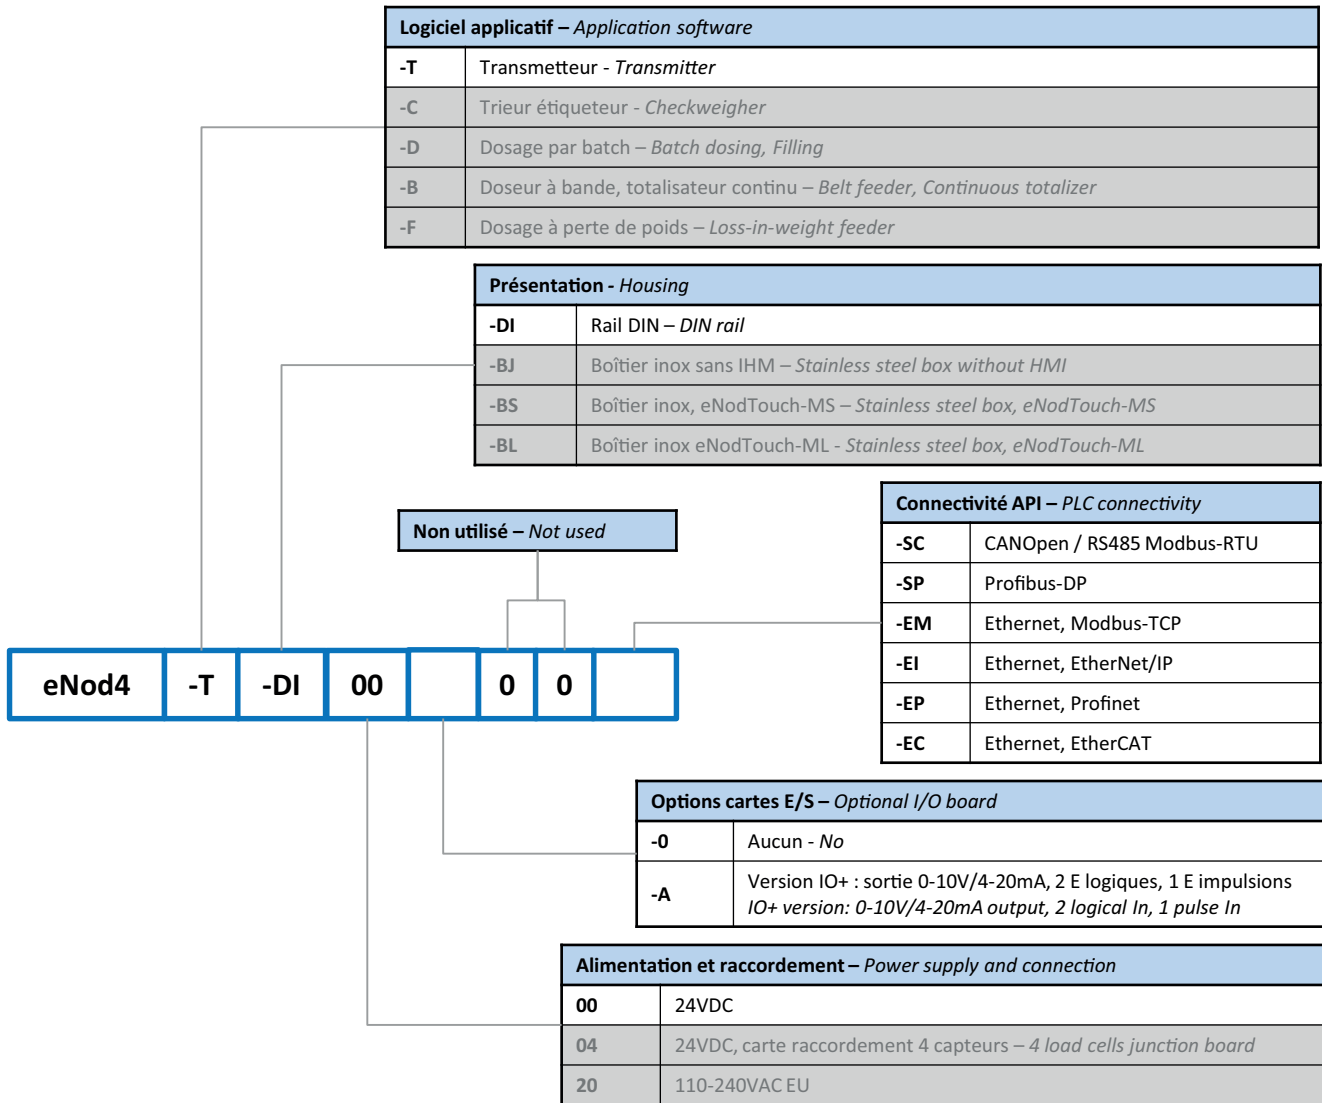 Logiciel applicatif – Application software
-T Transmetteur - Transmitter
-C Trieur étiqueteur - Checkweigher
-D Dosage par batch – Batch dosing, Filling
-B Doseur à bande, totalisateur continu – Belt feeder, Continuous totalizer
-F Dosage à perte de poids – Loss-in-weight feeder
Présentation - Housing
-DI Rail DIN – DIN rail
-BJ Boîtier inox sans IHM – Stainless steel box without HMI
-BS Boîtier inox, eNodTouch-MS – Stainless steel box, eNodTouch-MS
-BL Boîtier inox eNodTouch-ML - Stainless steel box, eNodTouch-ML
Connectivité API – PLC connectivity
-SC CANOpen / RS485 Modbus-RTU
-SP Profibus-DP
-EM Ethernet, Modbus-TCP
-EI Ethernet, EtherNet/IP
-EP Ethernet, Profinet
-EC Ethernet, EtherCAT
Non utilisé – Not used
eNod4 -T -DI 00 0 0
Options cartes E/S – Optional I/O board
-0 Aucun - No
-A Version IO+ : sortie 0-10V/4-20mA, 2 E logiques, 1 E impulsions
IO+ version: 0-10V/4-20mA output, 2 logical In, 1 pulse In
Alimentation et raccordement – Power supply and connection
00 24VDC
04 24VDC, carte raccordement 4 capteurs – 4 load cells junction board
20 110-240VAC EU